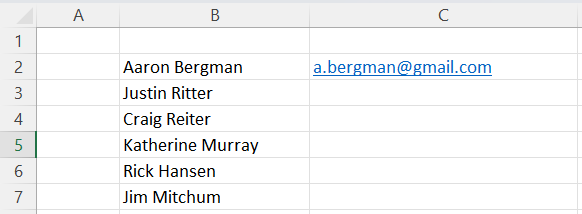 A B C
1
2 Aaron Bergman a.bergman@gmail.com
3 Justin Ritter
4 Craig Reiter
5 Katherine Murray
6 Rick Hansen
7 Jim Mitchum